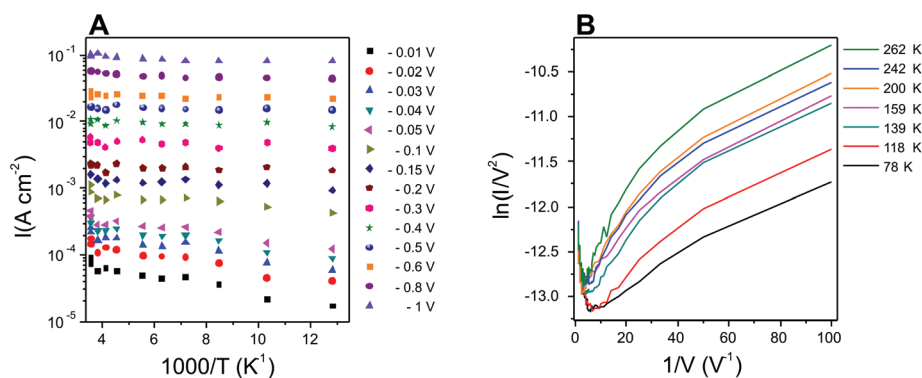 A
I(A cm⁻²)
10⁻¹
10⁻²
10⁻³
10⁻⁴
10⁻⁵
4 6 8 10 12
1000/T (K¹)
- 0.01 V
- 0.02 V
- 0.03 V
- 0.04 V
- 0.05 V
- 0.1 V
- 0.15 V
- 0.2 V
- 0.3 V
- 0.4 V
- 0.5 V
- 0.6 V
- 0.8 V
- 1 V
B
ln(I/V²)
-10.5
-11.0
-11.5
-12.0
-12.5
-13.0
0 20 40 60 80 100
1/V (V⁻¹)
262 K
242 K
200 K
159 K
139 K
118 K
78 K